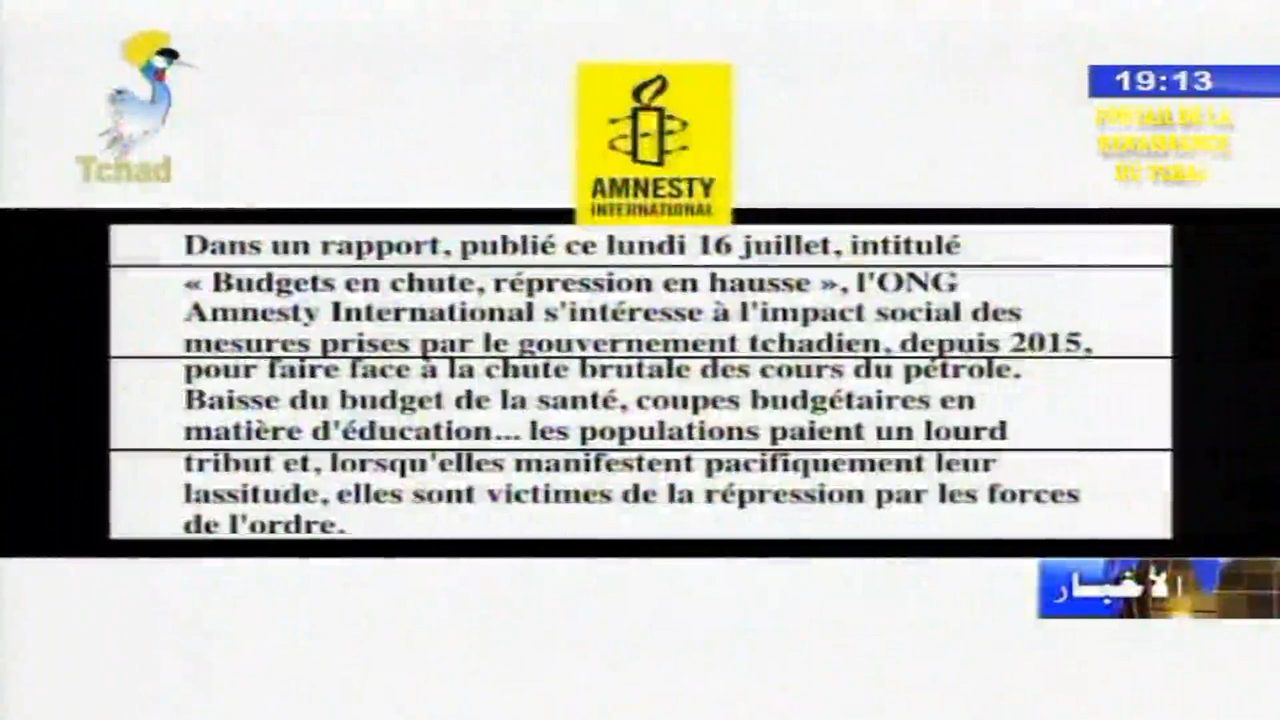 Tchad
AMNESTY
INTERNATIONAL
19:13
Dans un rapport, publié ce lundi 16 juillet, intitulé
« Budgets en chute, répression en hausse », l'ONG
Amnesty International s'intéresse à l'impact social des
mesures prises par le gouvernement tchadien, depuis 2015,
pour faire face à la chute brutale des cours du pétrole.
Baisse du budget de la santé, coupes budgétaires en
matière d'éducation... les populations paient un lourd
tribut et, lorsqu'elles manifestent pacifiquement leur
lassitude, elles sont victimes de la répression par les forces
de l'ordre.
الأخبار